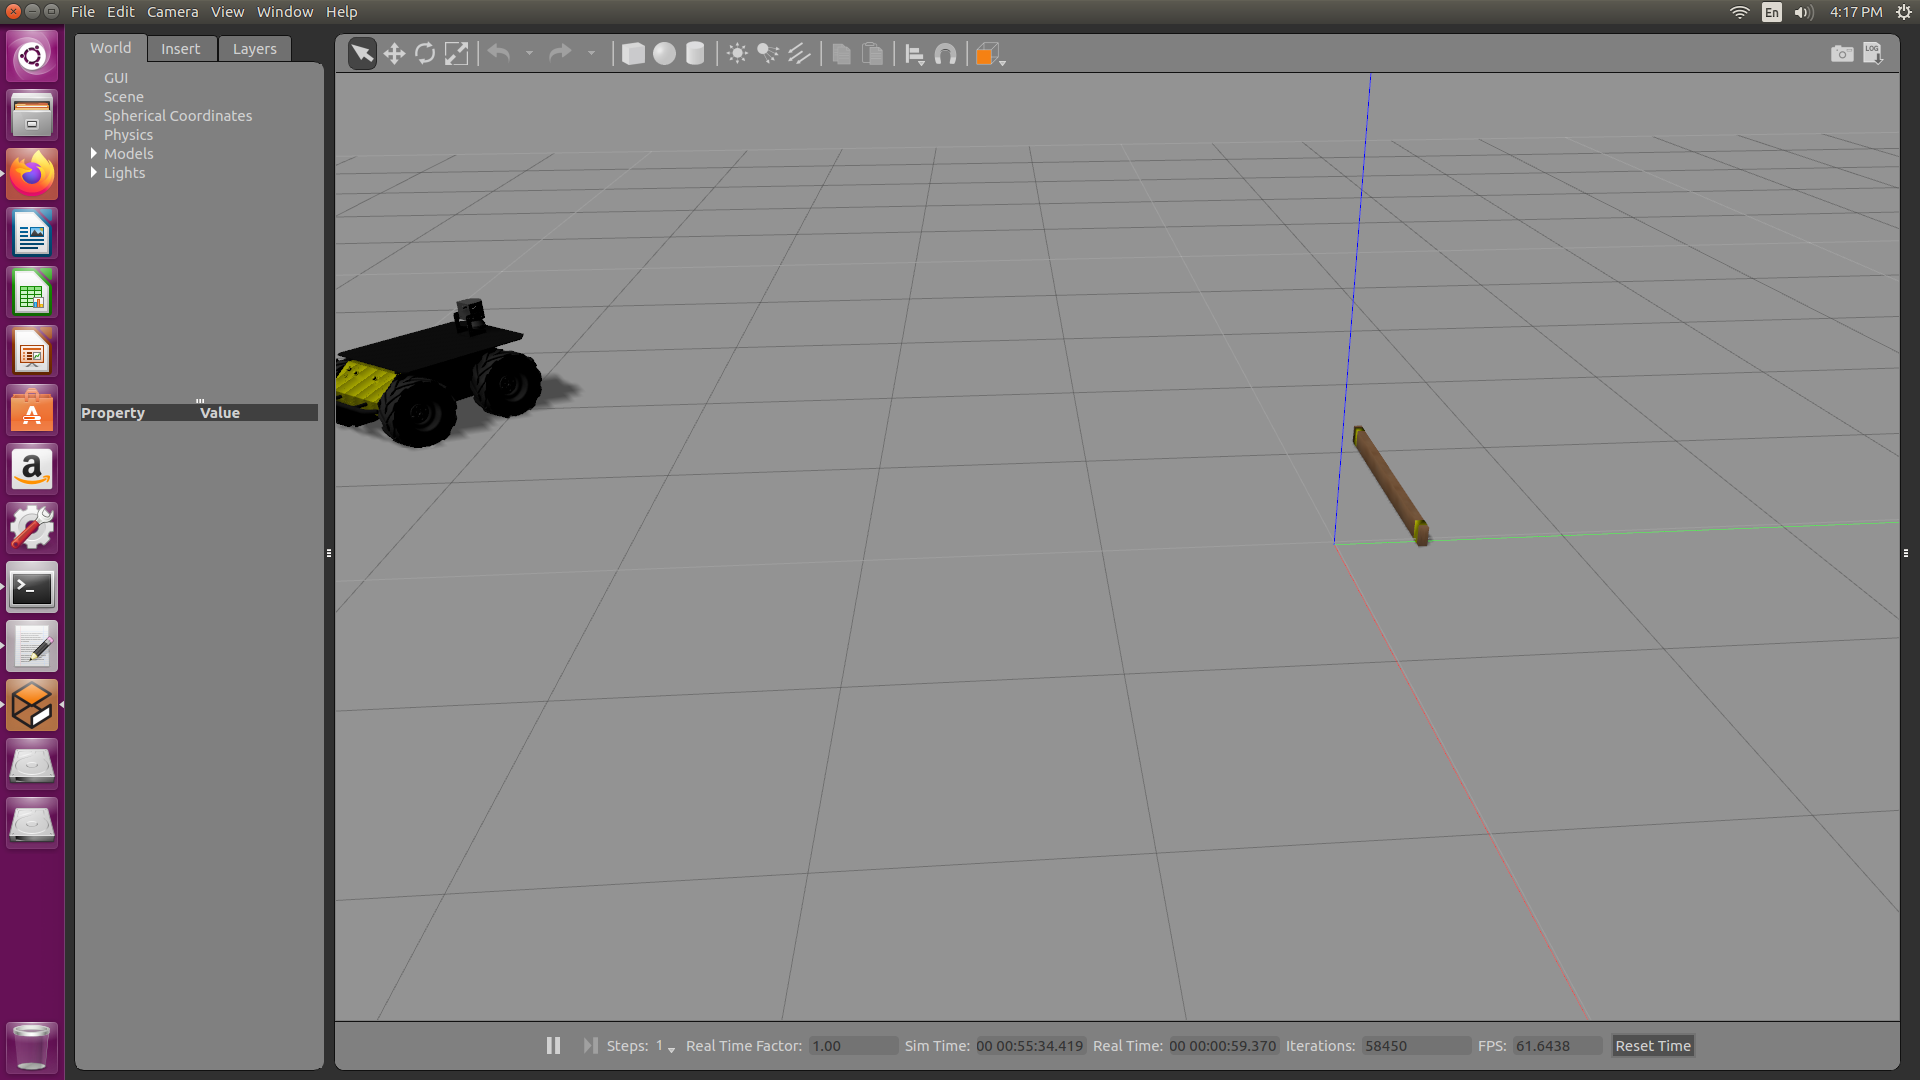 File Edit Camera View Window Help
En
4:17 PM
World Insert Layers
LOG
GUI
Scene
Spherical Coordinates
Physics
Models
Lights
Property Value
Steps: 1 Real Time Factor: 1.00 Sim Time: 00 00:55:34.419 Real Time: 00 00:00:59.370 Iterations: 58450 FPS: 61.6438 Reset Time